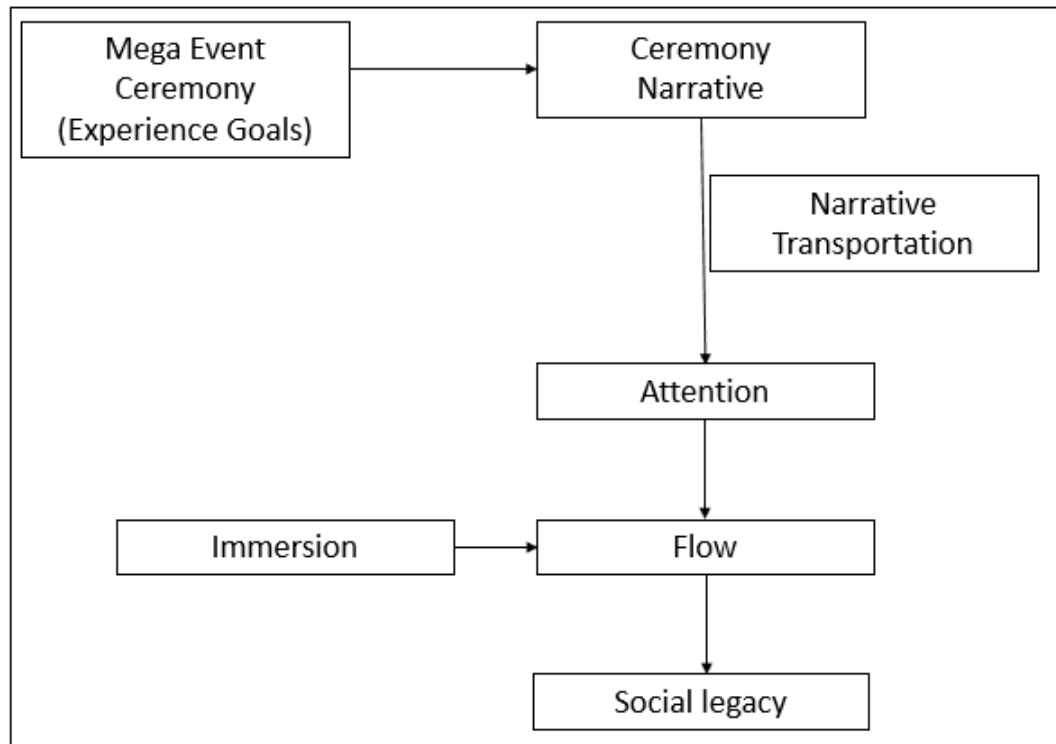 Mega Event
Ceremony
(Experience Goals)
Ceremony
Narrative
Narrative
Transportation
Attention
Immersion
Flow
Social legacy